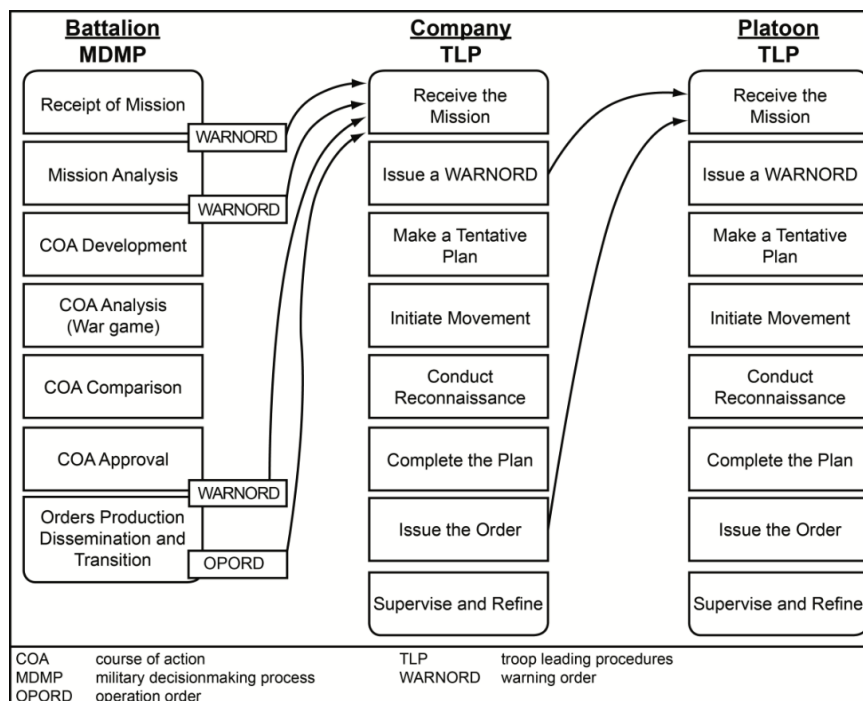 Battalion
MDMP
Receipt of Mission
WARNORD
Mission Analysis
WARNORD
COA Development
COA Analysis
(War game)
COA Comparison
COA Approval
WARNORD
Orders Production
Dissemination and
Transition
OPORD
Company
TLP
Receive the
Mission
Issue a WARNORD
Make a Tentative
Plan
Initiate Movement
Conduct
Reconnaissance
Complete the Plan
Issue the Order
Supervise and Refine
Platoon
TLP
Receive the
Mission
Issue a WARNORD
Make a Tentative
Plan
Initiate Movement
Conduct
Reconnaissance
Complete the Plan
Issue the Order
Supervise and Refine
COA course of action
MDMP military decisionmaking process
OPORD operation order
TLP troop leading procedures
WARNORD warning order